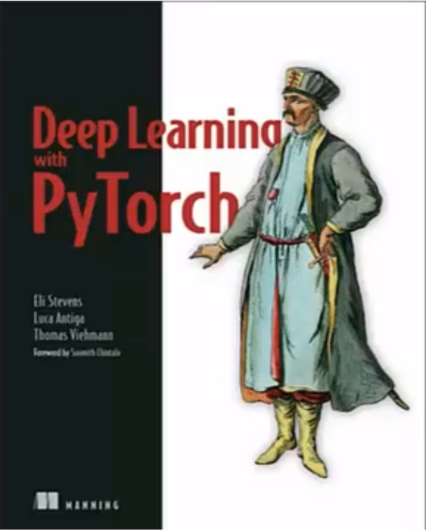 Deep Learning
with
PyTorch
Eli Stevens
Luca Antiga
Thomas Viehmann
Foreword by Soumith Chintala
MANNING